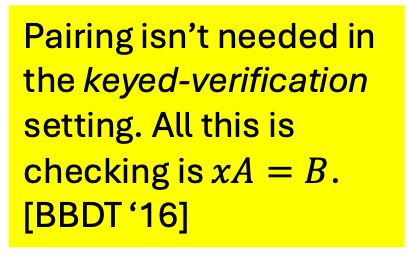 Pairing isn’t needed in
the keyed-verification
setting. All this is
checking is 𝑥𝐴 = 𝐵.
[BBDT ‘16]